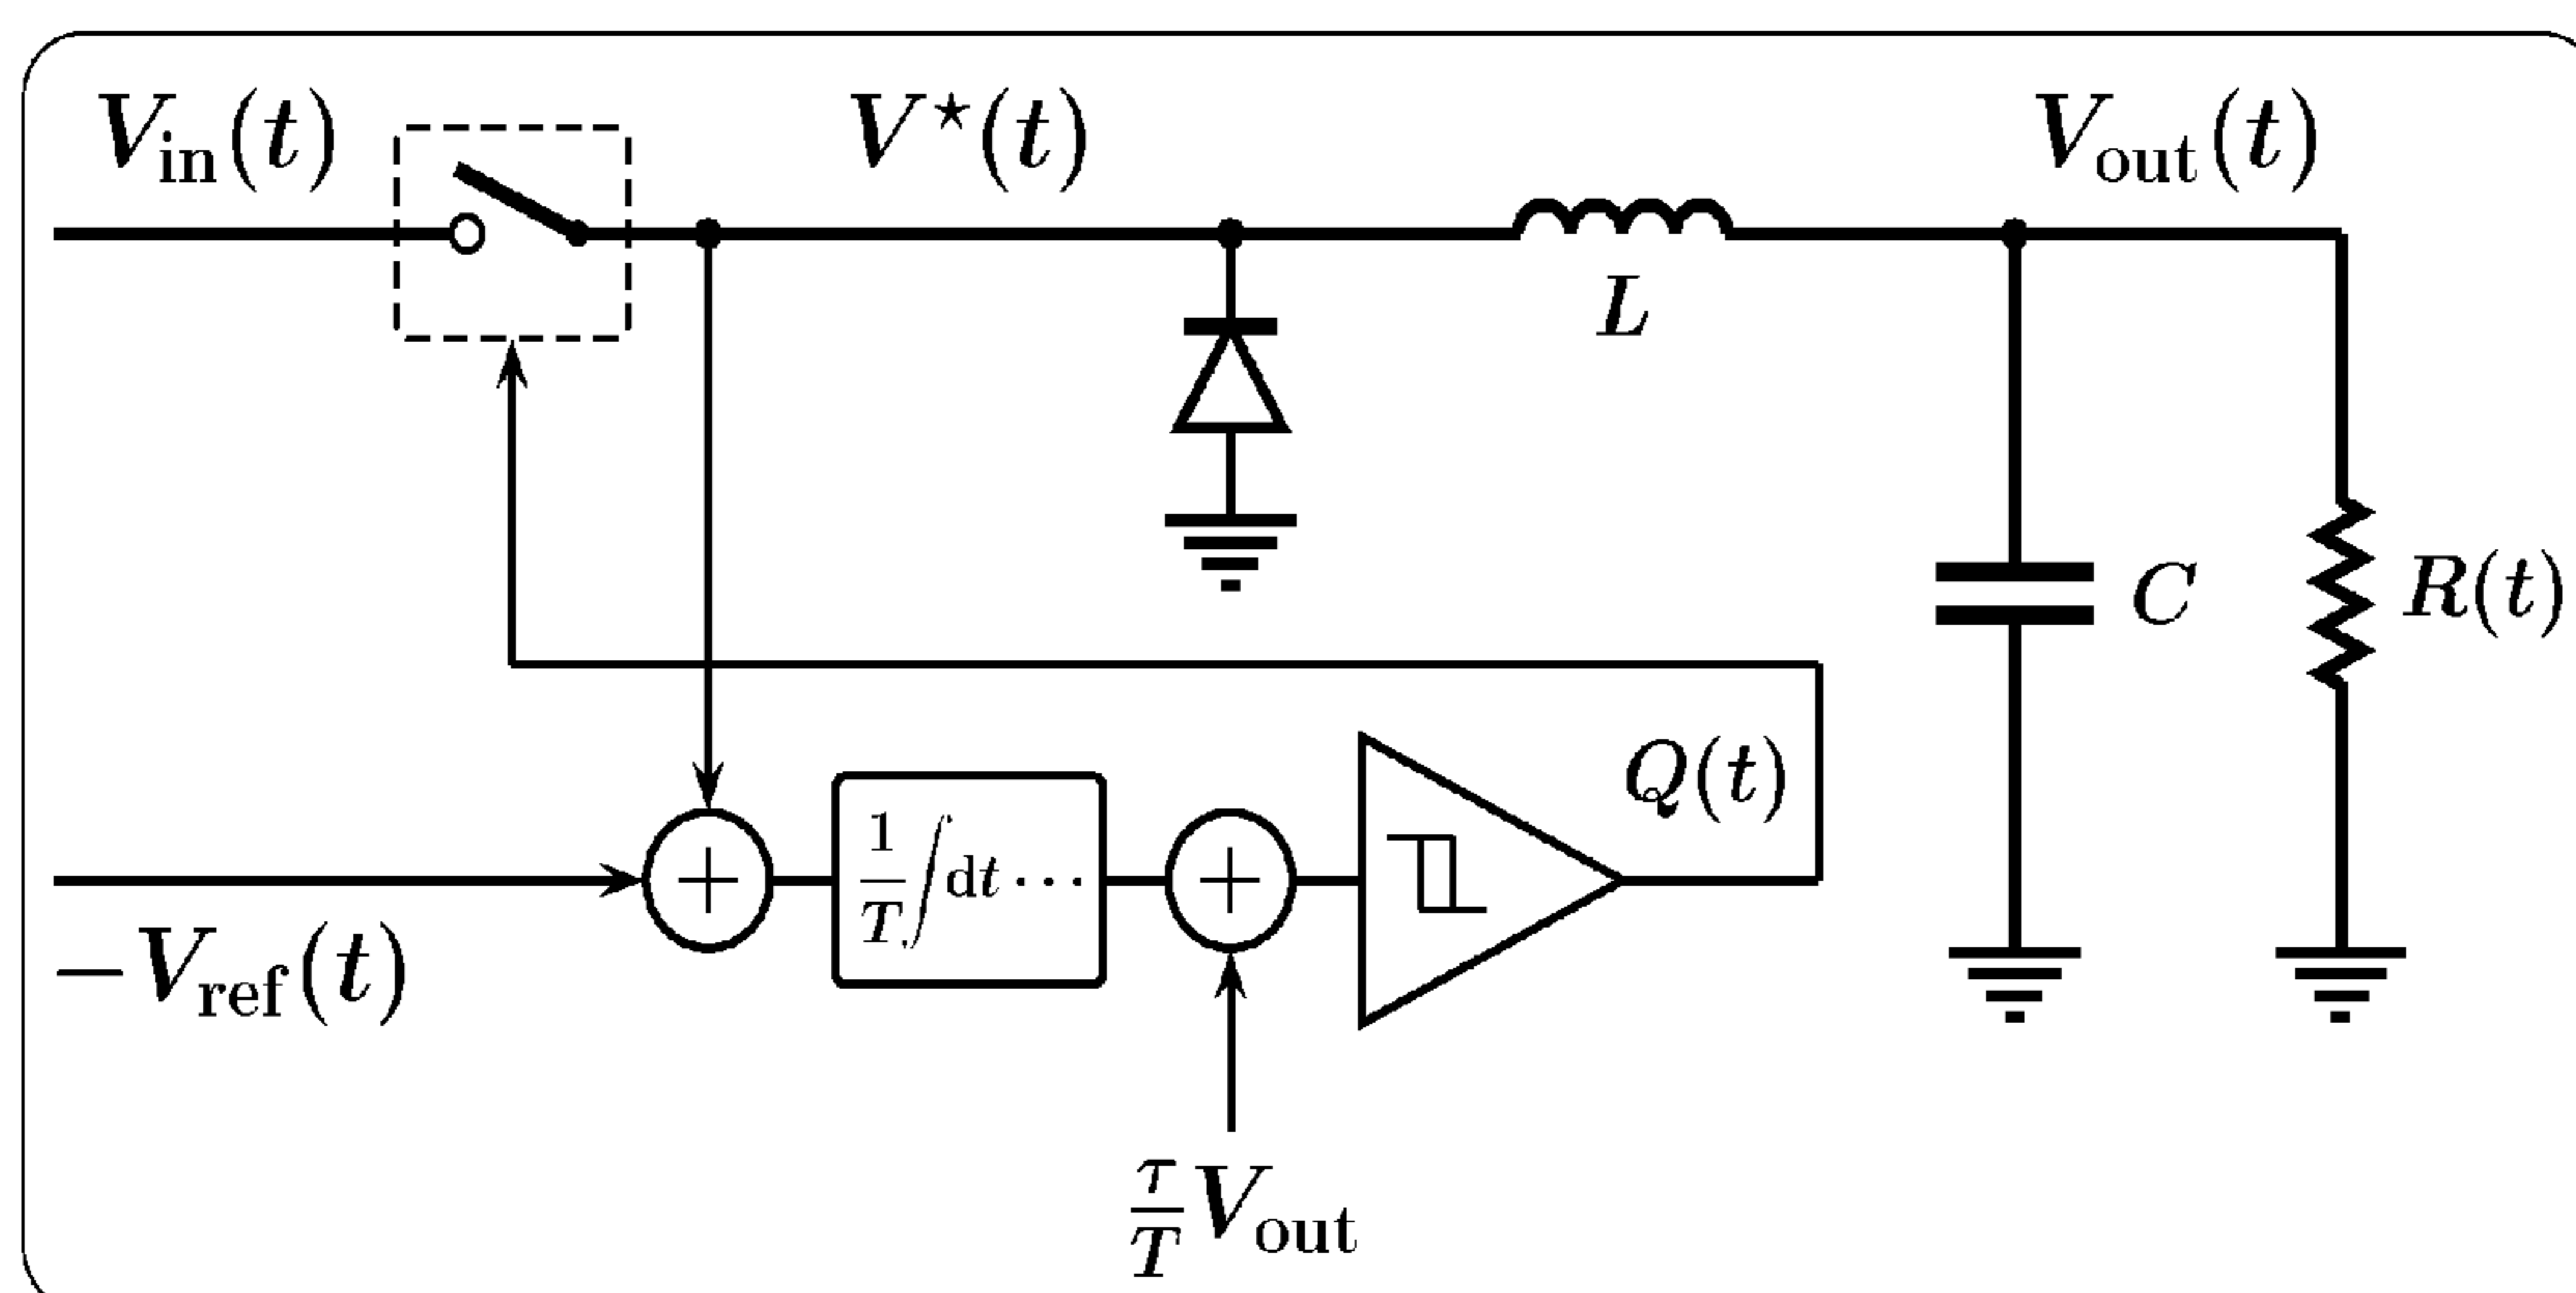 V_in(t)
V⋆(t)
V_out(t)
L
C
R(t)
Q(t)
1/T ∫dt ⋯
−V_ref(t)
+
+
τ/T V_out